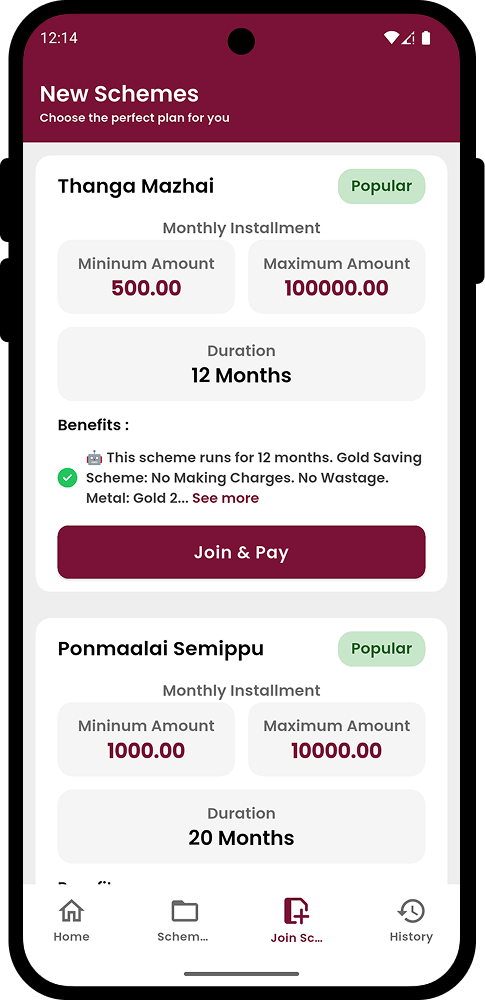 12:14
New Schemes
Choose the perfect plan for you
Thanga Mazhai
Popular
Monthly Installment
Mininum Amount
500.00
Maximum Amount
100000.00
Duration
12 Months
Benefits :
🤖 This scheme runs for 12 months. Gold Saving
Scheme: No Making Charges. No Wastage.
Metal: Gold 2... See more
Join & Pay
Ponmaalai Semippu
Popular
Monthly Installment
Mininum Amount
1000.00
Maximum Amount
10000.00
Duration
20 Months
Home
Schem...
Join Sc...
History